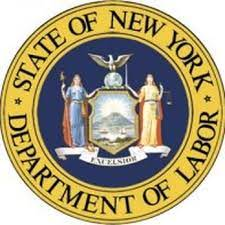 STATE OF NEW YORK
DEPARTMENT OF LABOR
EXCELSIOR